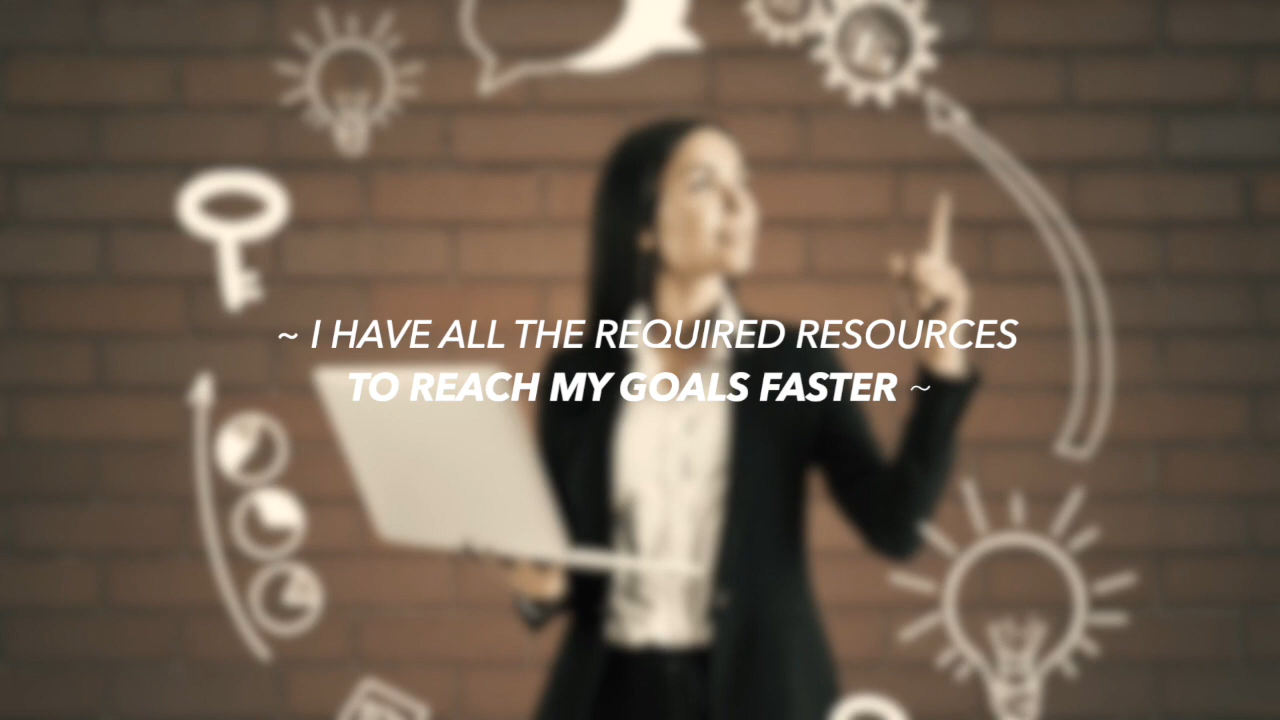 ~ I HAVE ALL THE REQUIRED RESOURCES
TO REACH MY GOALS FASTER ~